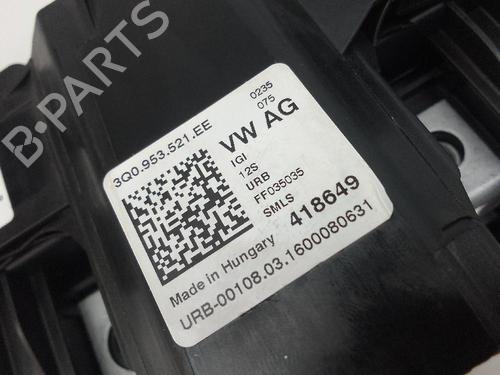 B-PARTS
3Q0.953.521.EE
0235
075
VW AG
IGI
12S
URB
FF035035
SMLS
418649
Made in Hungary
URB-00108.03.1600080631